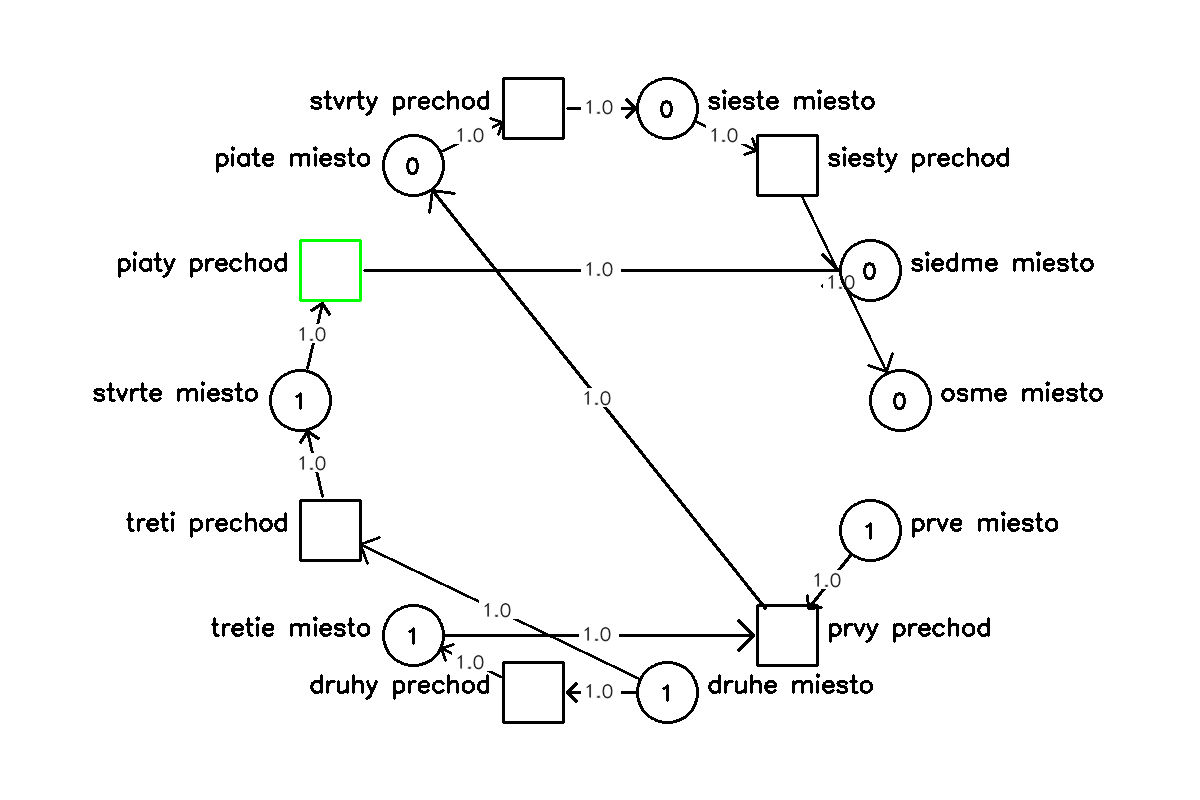 stvrty prechod
1.0
0
sieste miesto
1.0
1.0
piate miesto
0
siesty prechod
piaty prechod
1.0
0
siedme miesto
1.0
1.0
stvrte miesto
1
1.0
0
osme miesto
1.0
treti prechod
1
prve miesto
1.0
1.0
tretie miesto
1
1.0
prvy prechod
1.0
druhy prechod
1.0
1
druhe miesto